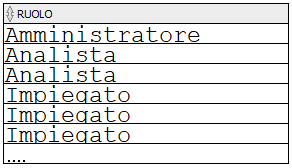 RUOLO
Amministratore
Analista
Analista
Impiegato
Impiegato
Impiegato
....